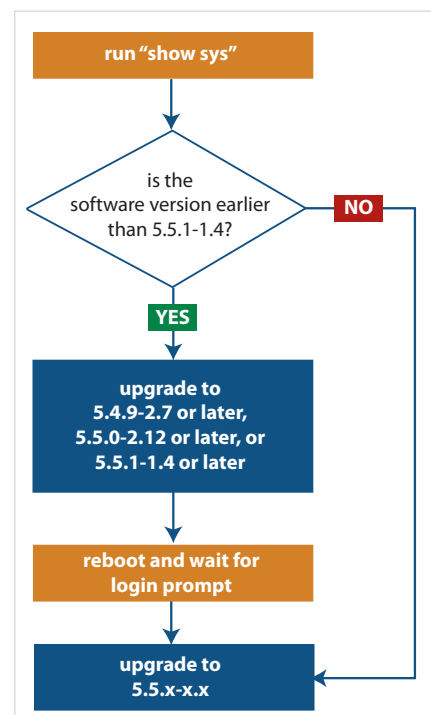 run “show sys”
is the
software version earlier
than 5.5.1-1.4?
NO
YES
upgrade to
5.4.9-2.7 or later,
5.5.0-2.12 or later, or
5.5.1-1.4 or later
reboot and wait for
login prompt
upgrade to
5.5.x-x.x